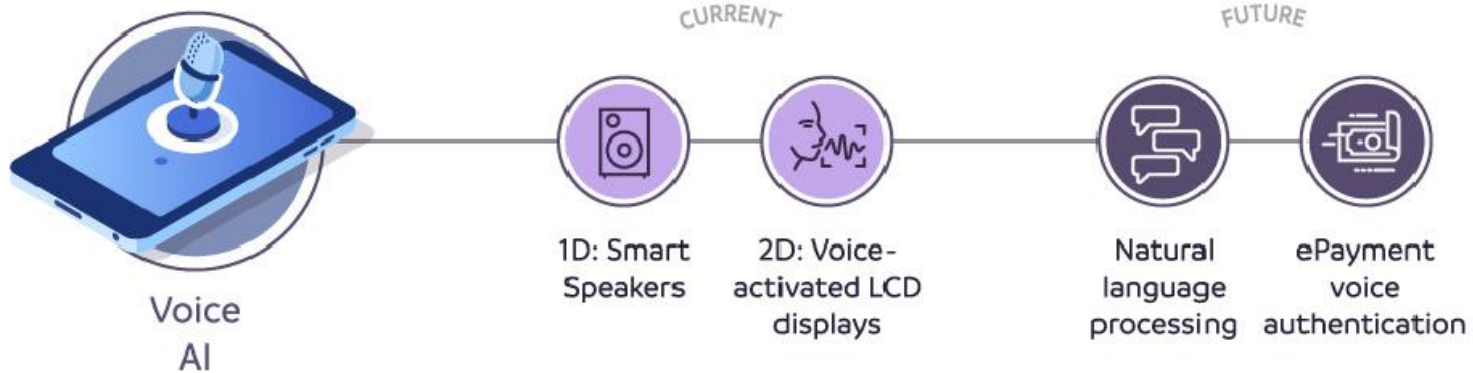 CURRENT
FUTURE
1D: Smart
Speakers
2D: Voice-
activated LCD
displays
Natural
language
processing
ePayment
voice
authentication
Voice
AI